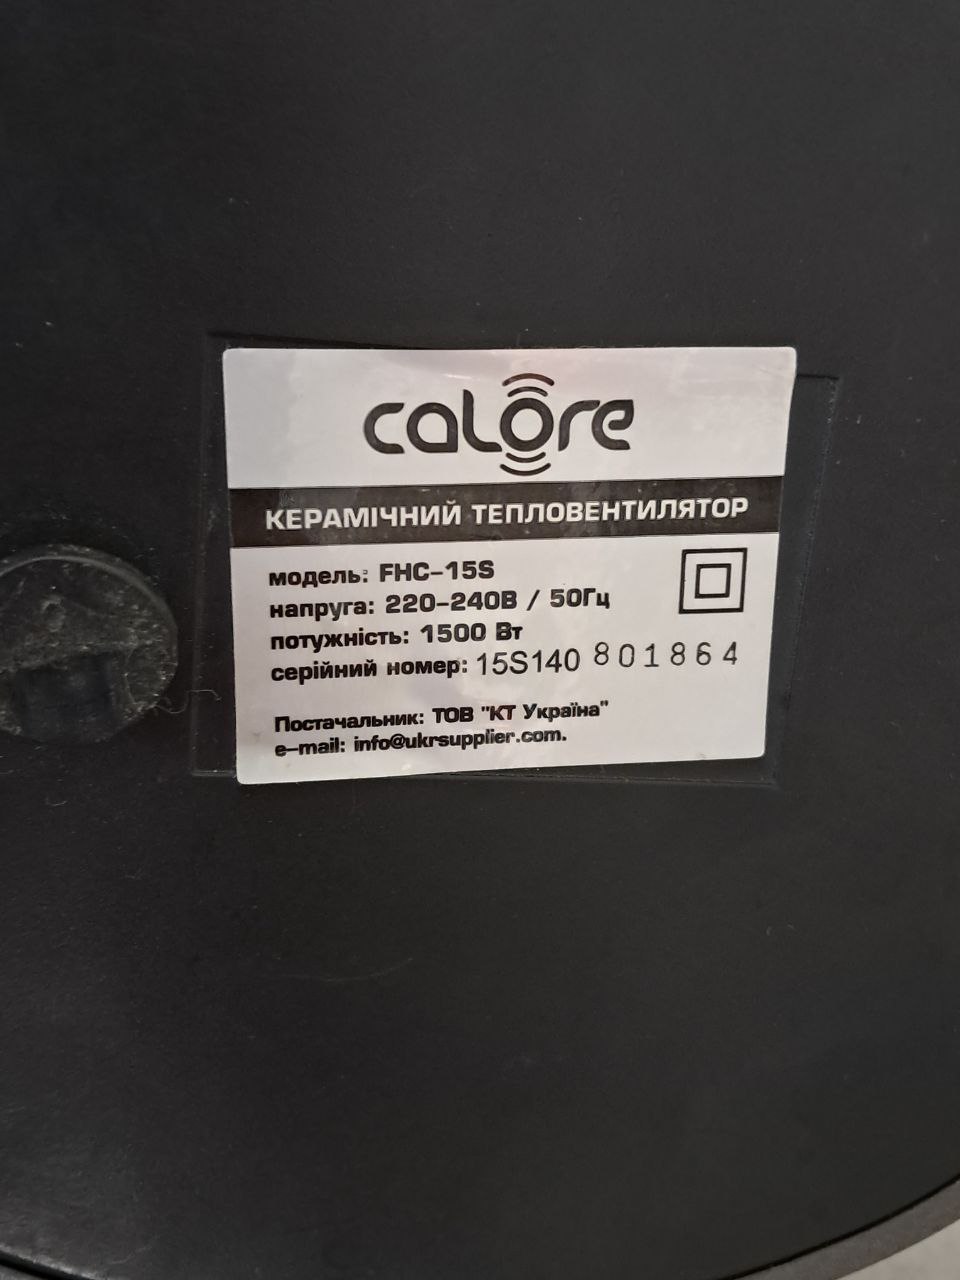 calore
КЕРАМІЧНИЙ ТЕПЛОВЕНТИЛЯТОР
модель: FHC-15S
напруга: 220-240В / 50Гц
потужність: 1500 Вт
серійний номер: 15S140 801864
Постачальник: ТОВ "КТ Україна"
e-mail: info@ukrsupplier.com.